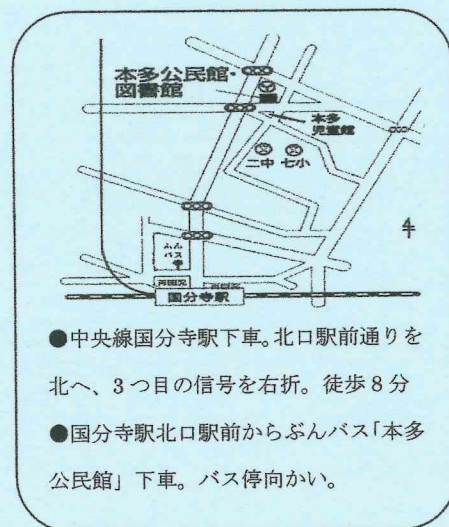 本多公民館・
図書館
本多
児童館
二中 七小
ぶん
バス
国分寺駅
●中央線国分寺駅下車。北口駅前通りを
北へ、3つ目の信号を右折。徒歩8分
●国分寺駅北口駅前からぶんバス「本多
公民館」下車。バス停向かい。